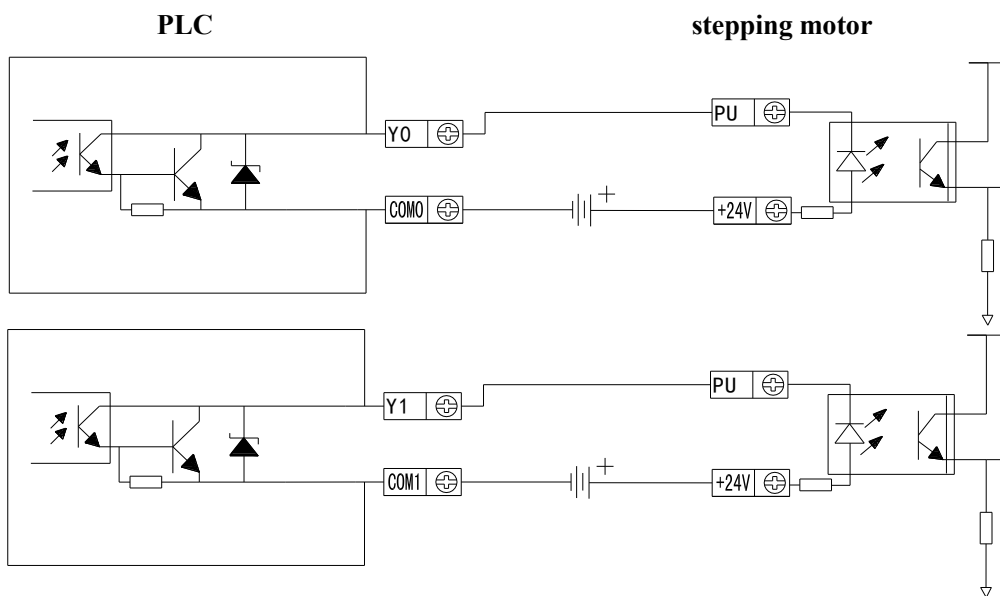 PLC stepping motor
Y0 PU
COM0 + +24V
Y1 PU
COM1 + +24V